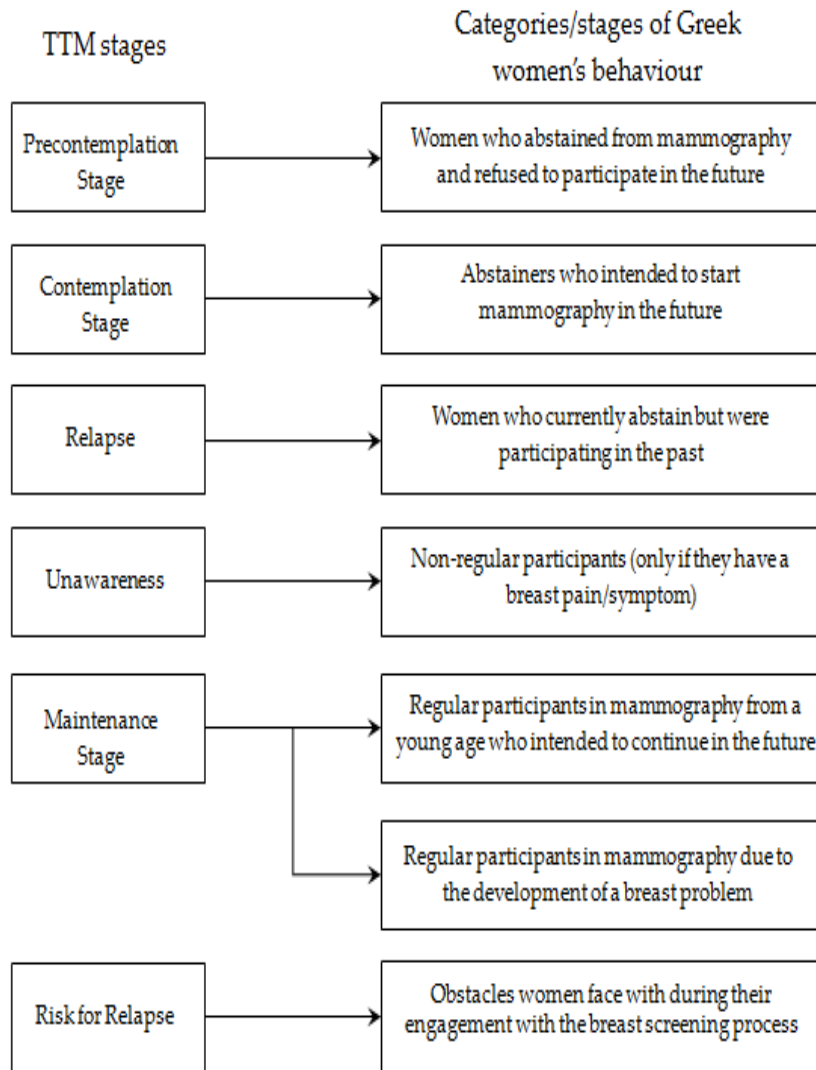 TTM stages
Categories/stages of Greek
women's behaviour
Precontemplation
Stage
Women who abstained from mammography
and refused to participate in the future
Contemplation
Stage
Abstainers who intended to start
mammography in the future
Relapse
Women who currently abstain but were
participating in the past
Unawareness
Non-regular participants (only if they have a
breast pain/symptom)
Maintenance
Stage
Regular participants in mammography from a
young age who intended to continue in the future
Regular participants in mammography due to
the development of a breast problem
Risk for Relapse
Obstacles women face with during their
engagement with the breast screening process